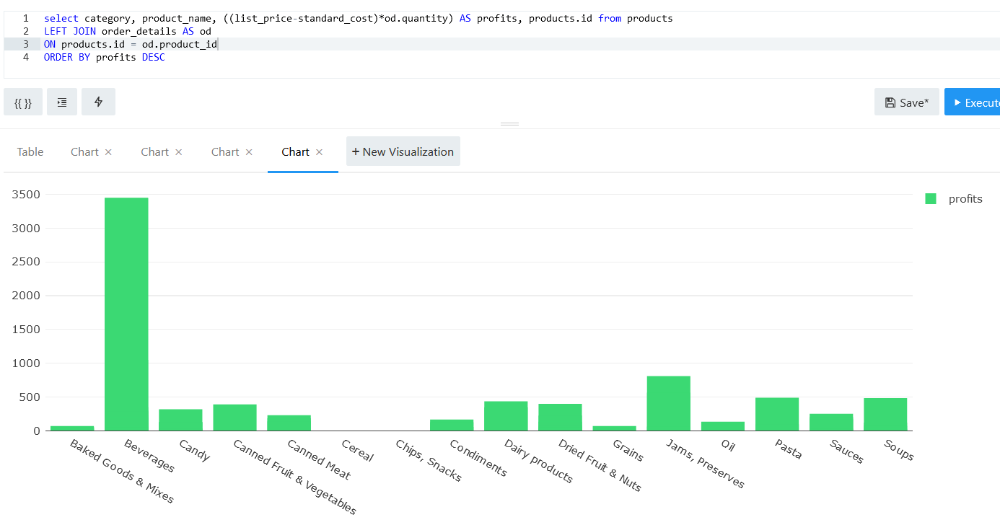 1 select category, product_name, ((list_price-standard_cost)*od.quantity) AS profits, products.id from products
2 LEFT JOIN order_details AS od
3 ON products.id = od.product_id
4 ORDER BY profits DESC
{{ }}
Save*
Execute
Table Chart × Chart × Chart × Chart × + New Visualization
3500
3000
2500
2000
1500
1000
500
0
profits
Baked Goods & Mixes
Beverages
Candy
Canned Fruit & Vegetables
Canned Meat
Cereal
Chips, Snacks
Condiments
Dairy products
Dried Fruit & Nuts
Grains
Jams, Preserves
Oil
Pasta
Sauces
Soups